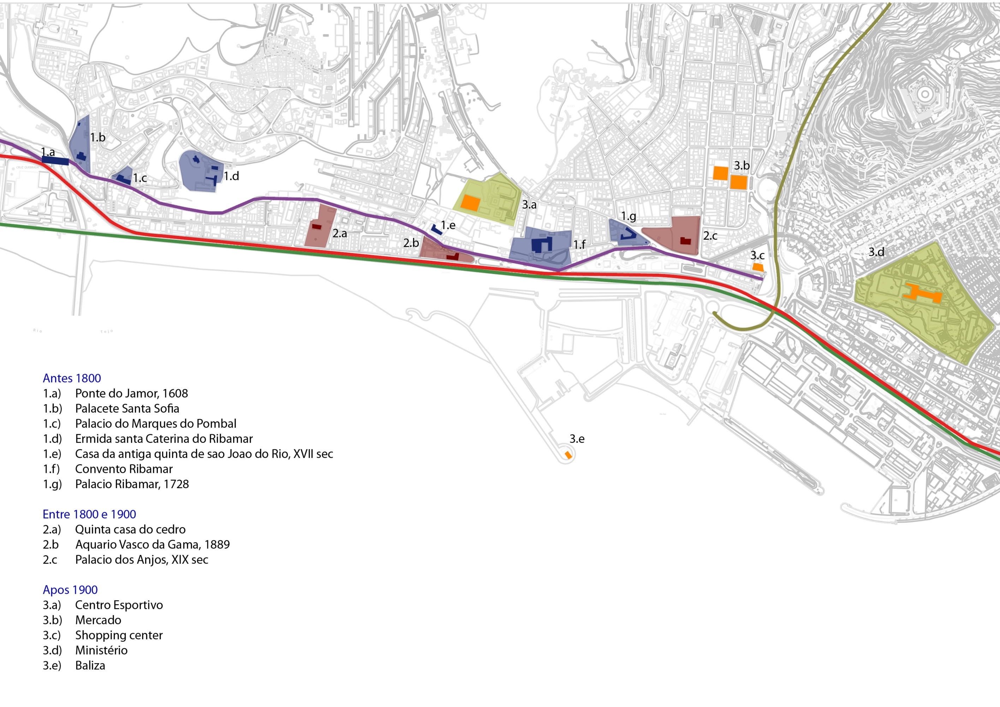 1.b
1.a
CRUZ QUEBRADA
1.c
1.d
3.b
3.a
1.g
1.e
2.a
2.b
1.f
2.c
3.c
3.d
Rio Tejo
3.e
Antes 1800
1.a) Ponte do Jamor, 1608
1.b) Palacete Santa Sofia
1.c) Palacio do Marques do Pombal
1.d) Ermida santa Caterina do Ribamar
1.e) Casa da antiga quinta de sao Joao do Rio, XVII sec
1.f) Convento Ribamar
1.g) Palacio Ribamar, 1728
Entre 1800 e 1900
2.a) Quinta casa do cedro
2.b Aquario Vasco da Gama, 1889
2.c Palacio dos Anjos, XIX sec
Apos 1900
3.a) Centro Esportivo
3.b) Mercado
3.c) Shopping center
3.d) Ministério
3.e) Baliza